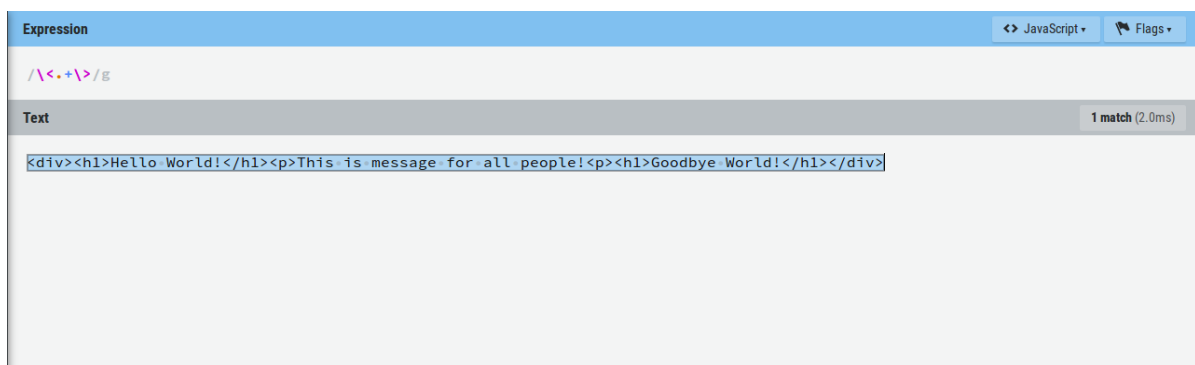 Expression
<> JavaScript ▾ Flags ▾
/\<.+\>/g
Text
1 match (2.0ms)
<div><h1>Hello·World!</h1><p>This·is·message·for·all·people!<p><h1>Goodbye·World!</h1></div>